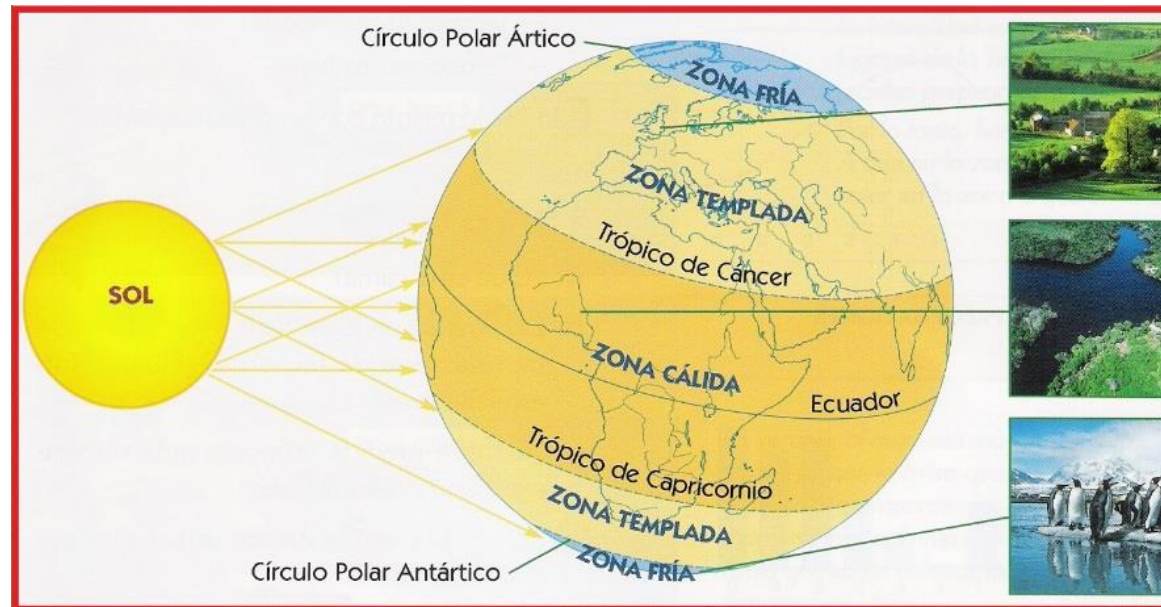 Círculo Polar Ártico
ZONA FRÍA
ZONA TEMPLADA
Trópico de Cáncer
SOL
ZONA CÁLIDA
Ecuador
Trópico de Capricornio
ZONA TEMPLADA
Círculo Polar Antártico
ZONA FRÍA